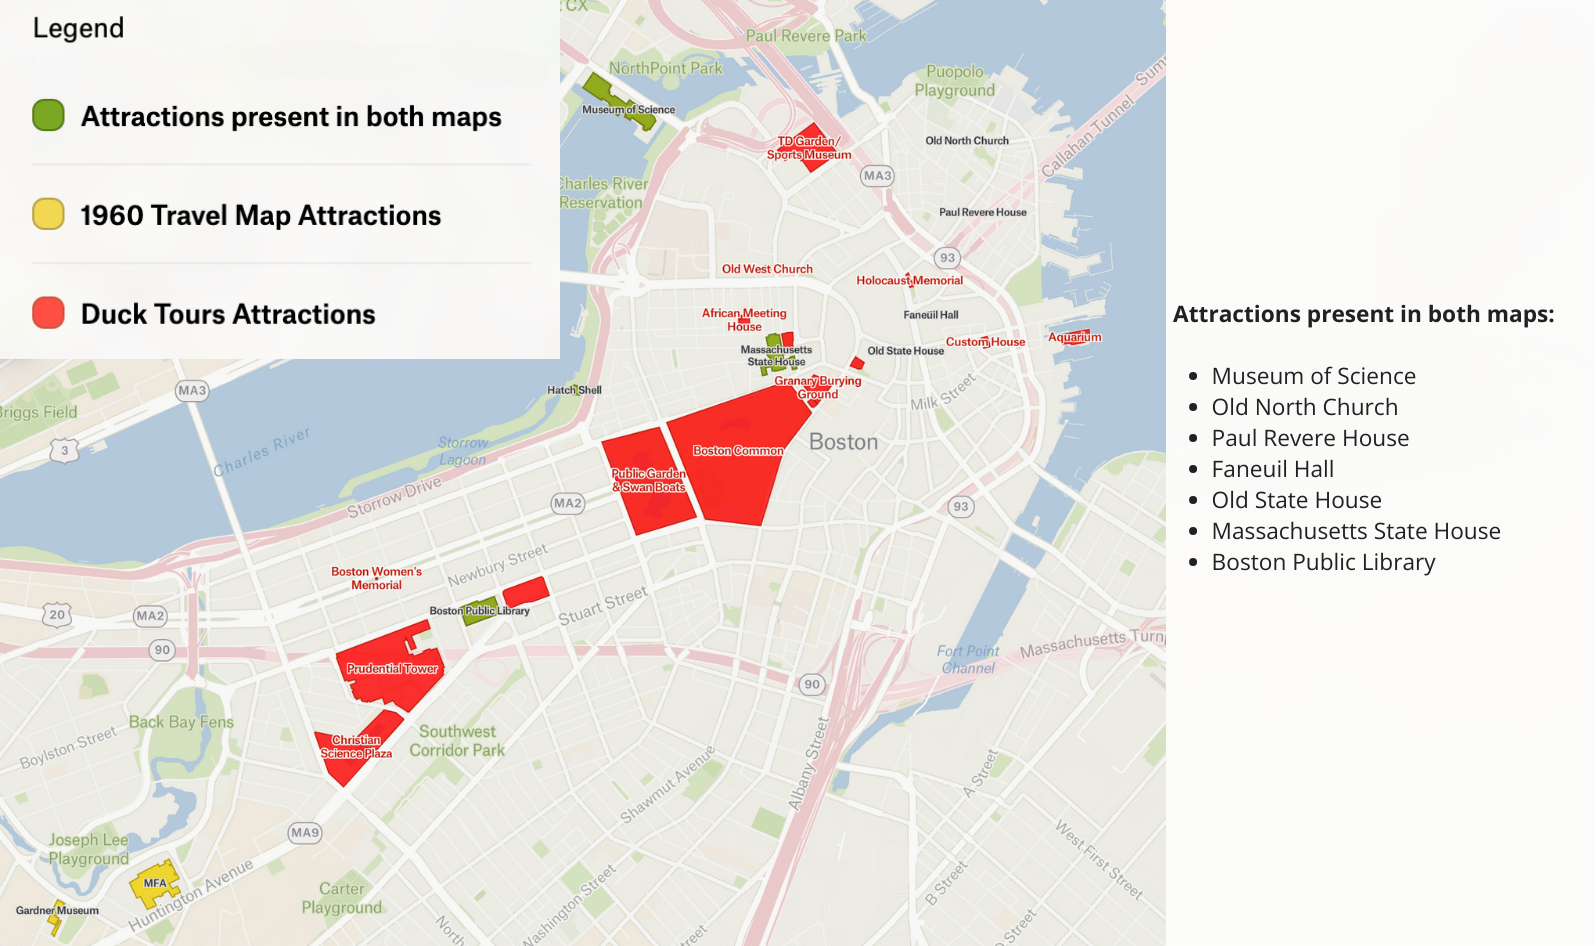 Legend
Attractions present in both maps
1960 Travel Map Attractions
Duck Tours Attractions
CX
Paul Revere Park
NorthPoint Park
Puopolo
Playground
Museum of Science
TD Garden/
Sports Museum
Old North Church
Callahan Tunnel
Sum
MA3
Charles River
Reservation
Paul Revere House
93
Old West Church
Holocaust Memorial
African Meeting
House
Faneuil Hall
Massachusetts
State House
Old State House
Custom House
Aquarium
Granary Burying
Ground
Milk Street
Hatch Shell
MA3
Briggs Field
3
Charles River
Storrow
Lagoon
Storrow Drive
Boston
Boston Common
Public Garden
& Swan Boats
MA2
93
Newbury Street
Boston Women's
Memorial
Boston Public Library
Stuart Street
20
MA2
90
Prudential Tower
Fort Point
Channel
Massachusetts Turnp
90
Back Bay Fens
Boylston Street
Christian
Science Plaza
Southwest
Corridor Park
Albany Street
Shawmut Avenue
A Street
MA9
Joseph Lee
Playground
MFA
Gardner Museum
Huntington Avenue
Carter
Playground
North
Washington Street
Street
B Street
D Street
West First Street
Attractions present in both maps:
• Museum of Science
• Old North Church
• Paul Revere House
• Faneuil Hall
• Old State House
• Massachusetts State House
• Boston Public Library